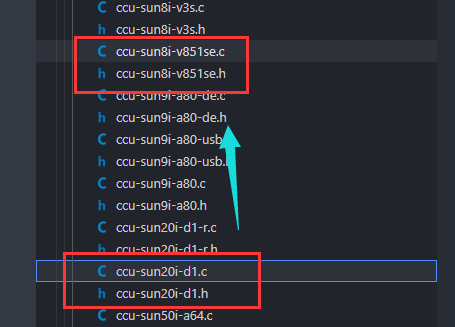 C ccu-sun8i-v3s.c
h ccu-sun8i-v3s.h
C ccu-sun8i-v851se.c
h ccu-sun8i-v851se.h
C ccu-sun9i-a80-de.c
h ccu-sun9i-a80-de.h
C ccu-sun9i-a80-usb
h ccu-sun9i-a80-usb.
C ccu-sun9i-a80.c
h ccu-sun9i-a80.h
C ccu-sun20i-d1-r.c
h ccu-sun20i-d1-r.h
C ccu-sun20i-d1.c
h ccu-sun20i-d1.h
C ccu-sun50i-a64.c